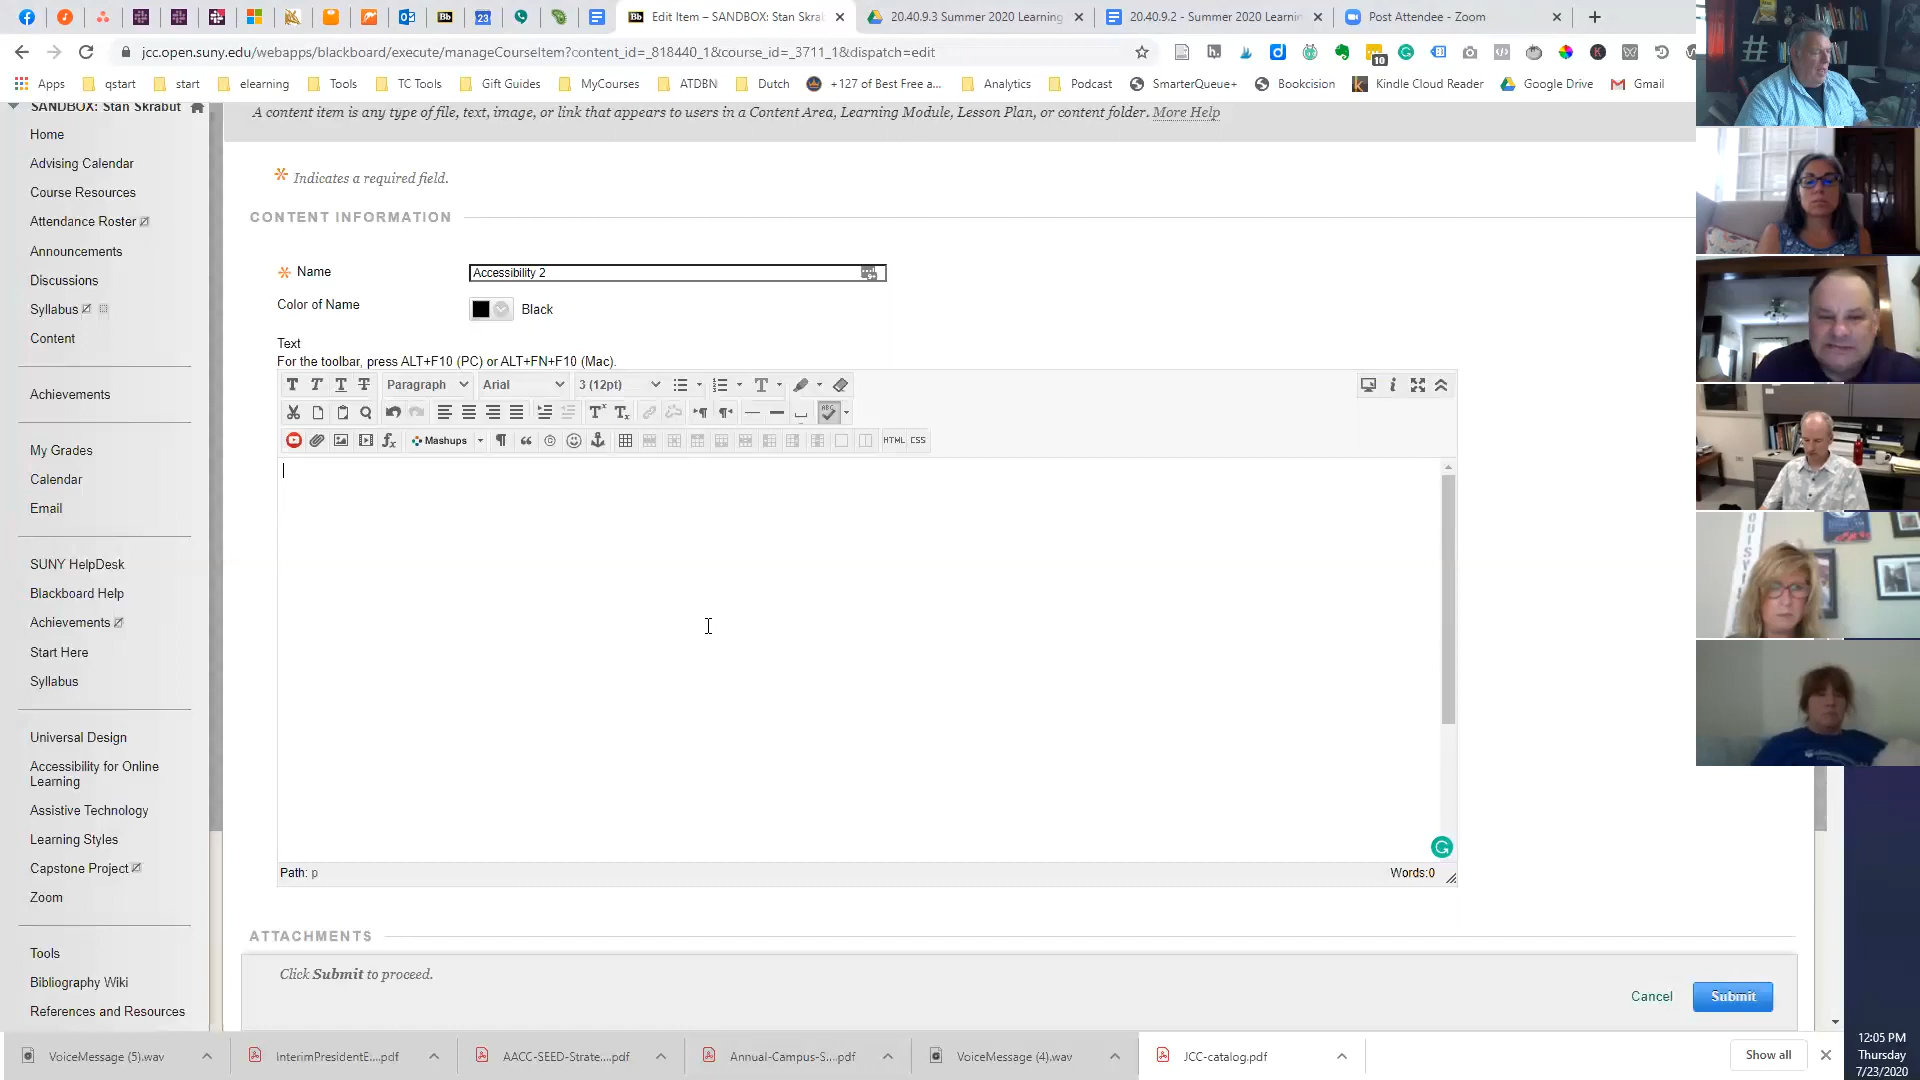 Edit Item – SANDBOX: Stan Skra
20.40.9.3 Summer 2020 Learning
20.40.9.2 - Summer 2020 Learni
Post Attendee - Zoom
jcc.open.suny.edu/webapps/blackboard/execute/manageCourseItem?content_id=_818440_1&course_id=_3711_1&dispatch=edit
Apps
qstart
start
elearning
Tools
TC Tools
Gift Guides
MyCourses
ATDBN
Dutch
+127 of Best Free a...
Analytics
Podcast
SmarterQueue+
Bookcision
Kindle Cloud Reader
Google Drive
Gmail
SANDBOX: Stan Skrabut
Home
Advising Calendar
Course Resources
Attendance Roster
Announcements
Discussions
Syllabus
Content
Achievements
My Grades
Calendar
Email
SUNY HelpDesk
Blackboard Help
Achievements
Start Here
Syllabus
Universal Design
Accessibility for Online
Learning
Assistive Technology
Learning Styles
Capstone Project
Zoom
Tools
Bibliography Wiki
References and Resources
A content item is any type of file, text, image, or link that appears to users in a Content Area, Learning Module, Lesson Plan, or content folder. More Help
Indicates a required field.
CONTENT INFORMATION
Name
Accessibility 2
Color of Name
Black
Text
For the toolbar, press ALT+F10 (PC) or ALT+FN+F10 (Mac).
T T T T Paragraph Arial 3 (12pt)
Mashups
HTML CSS
Path: p
Words:0
ATTACHMENTS
Click Submit to proceed.
Cancel
Submit
VoiceMessage (5).wav
InterimPresidentE....pdf
AACC-SEED-Strate....pdf
Annual-Campus-S....pdf
VoiceMessage (4).wav
JCC-catalog.pdf
Show all
12:05 PM
Thursday
7/23/2020